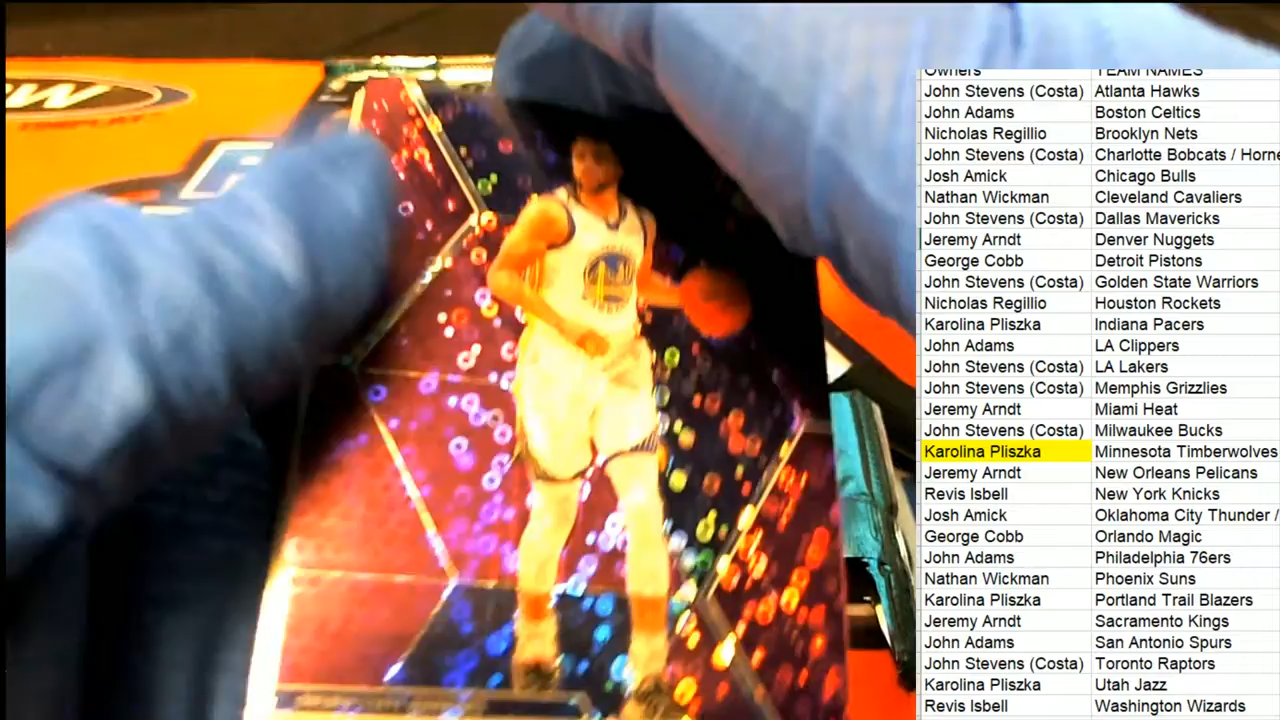 OW
Owners TEAM NAMES
John Stevens (Costa) Atlanta Hawks
John Adams Boston Celtics
Nicholas Regillio Brooklyn Nets
John Stevens (Costa) Charlotte Bobcats / Horne
Josh Amick Chicago Bulls
Nathan Wickman Cleveland Cavaliers
John Stevens (Costa) Dallas Mavericks
Jeremy Arndt Denver Nuggets
George Cobb Detroit Pistons
John Stevens (Costa) Golden State Warriors
Nicholas Regillio Houston Rockets
Karolina Pliszka Indiana Pacers
John Adams LA Clippers
John Stevens (Costa) LA Lakers
John Stevens (Costa) Memphis Grizzlies
Jeremy Arndt Miami Heat
John Stevens (Costa) Milwaukee Bucks
Karolina Pliszka Minnesota Timberwolves
Jeremy Arndt New Orleans Pelicans
Revis Isbell New York Knicks
Josh Amick Oklahoma City Thunder /
George Cobb Orlando Magic
John Adams Philadelphia 76ers
Nathan Wickman Phoenix Suns
Karolina Pliszka Portland Trail Blazers
Jeremy Arndt Sacramento Kings
John Adams San Antonio Spurs
John Stevens (Costa) Toronto Raptors
Karolina Pliszka Utah Jazz
Revis Isbell Washington Wizards